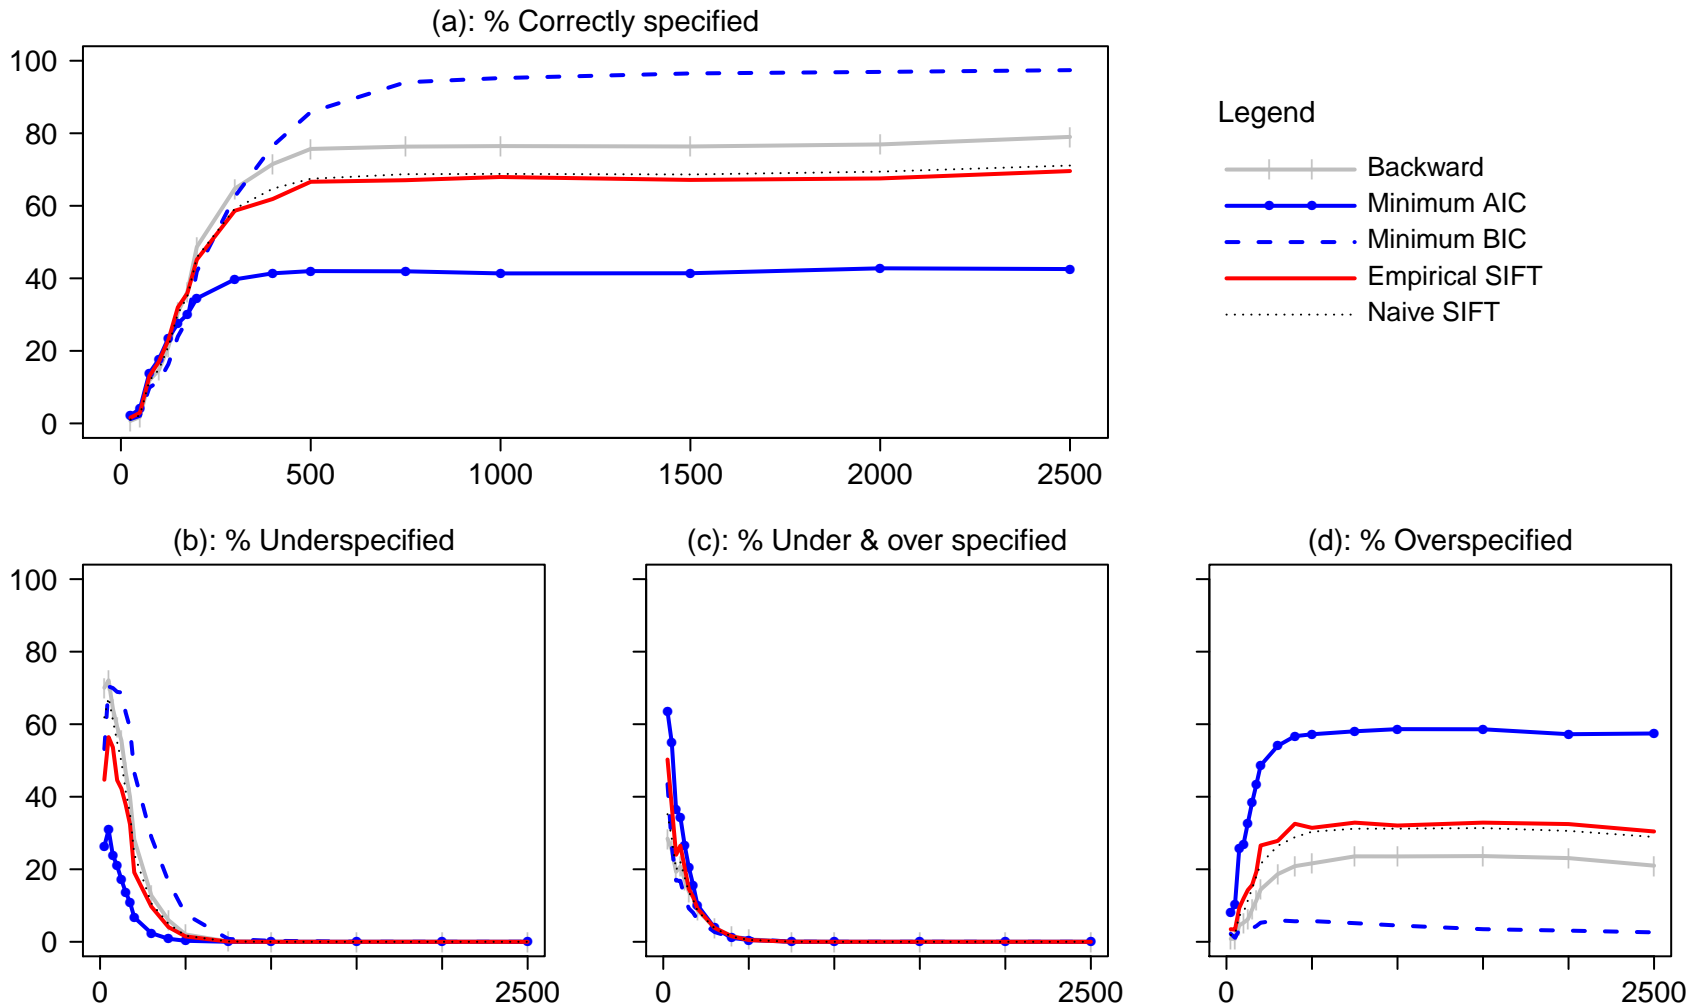 (a): % Correctly specified
100
80
60
40
20
0
0 500 1000 1500 2000 2500
Legend
Backward
Minimum AIC
Minimum BIC
Empirical SIFT
Naive SIFT
(b): % Underspecified
100
80
60
40
20
0
0 2500
(c): % Under & over specified
0 2500
(d): % Overspecified
0 2500